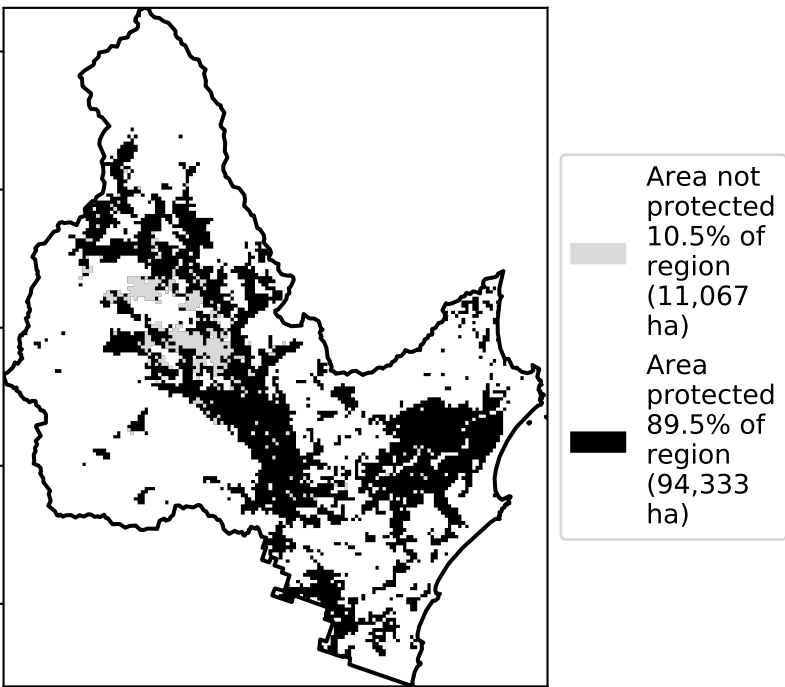 Area not
protected
10.5% of
region
(11,067
ha)
Area
protected
89.5% of
region
(94,333
ha)